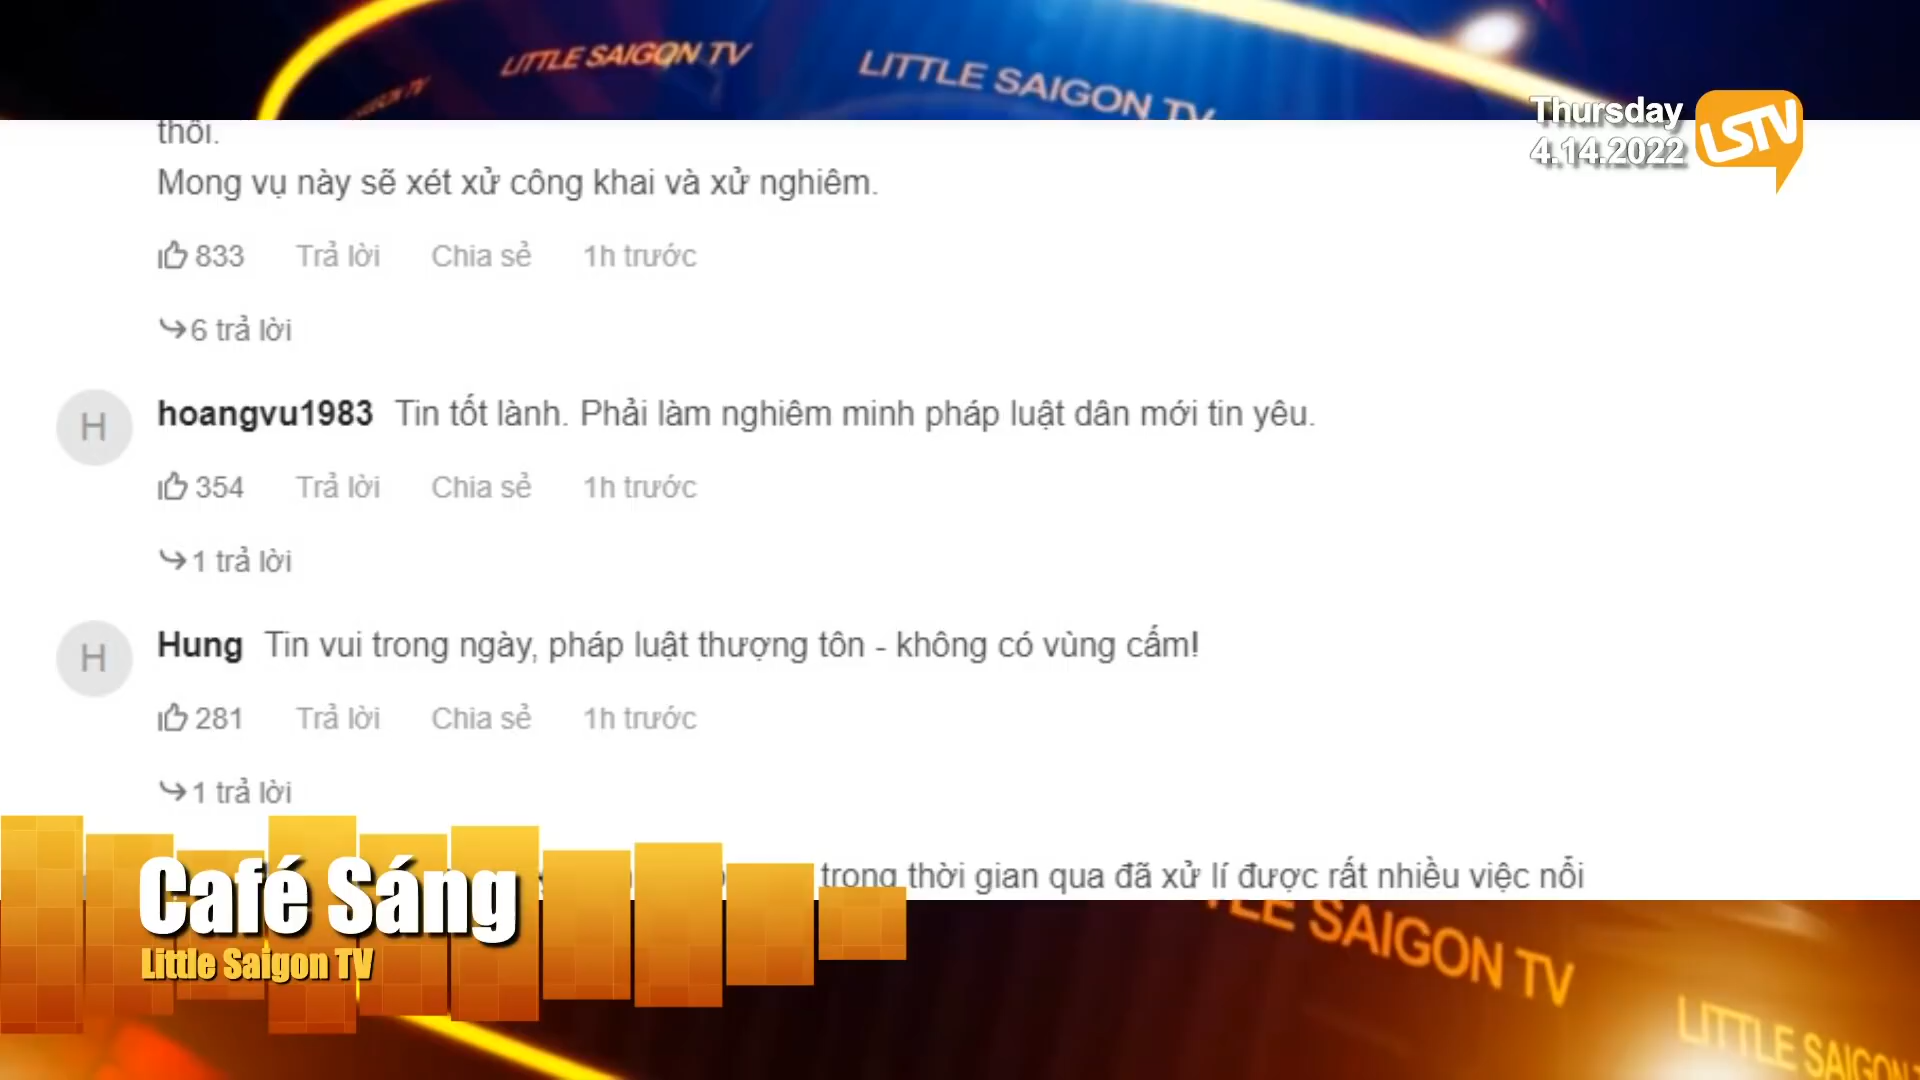 LITTLE SAIGON TV
LITTLE SAIGON TV
Thursday
4.14.2022
LSTV
thôi.
Mong vụ này sẽ xét xử công khai và xử nghiêm.
833 Trả lời Chia sẻ 1h trước
6 trả lời
H
hoangvu1983 Tin tốt lành. Phải làm nghiêm minh pháp luật dân mới tin yêu.
354 Trả lời Chia sẻ 1h trước
1 trả lời
H
Hung Tin vui trong ngày, pháp luật thượng tôn - không có vùng cấm!
281 Trả lời Chia sẻ 1h trước
1 trả lời
trong thời gian qua đã xử lí được rất nhiều việc nổi
Café Sáng
Little Saigon TV
SAIGON TV
LITTLE SAIGON